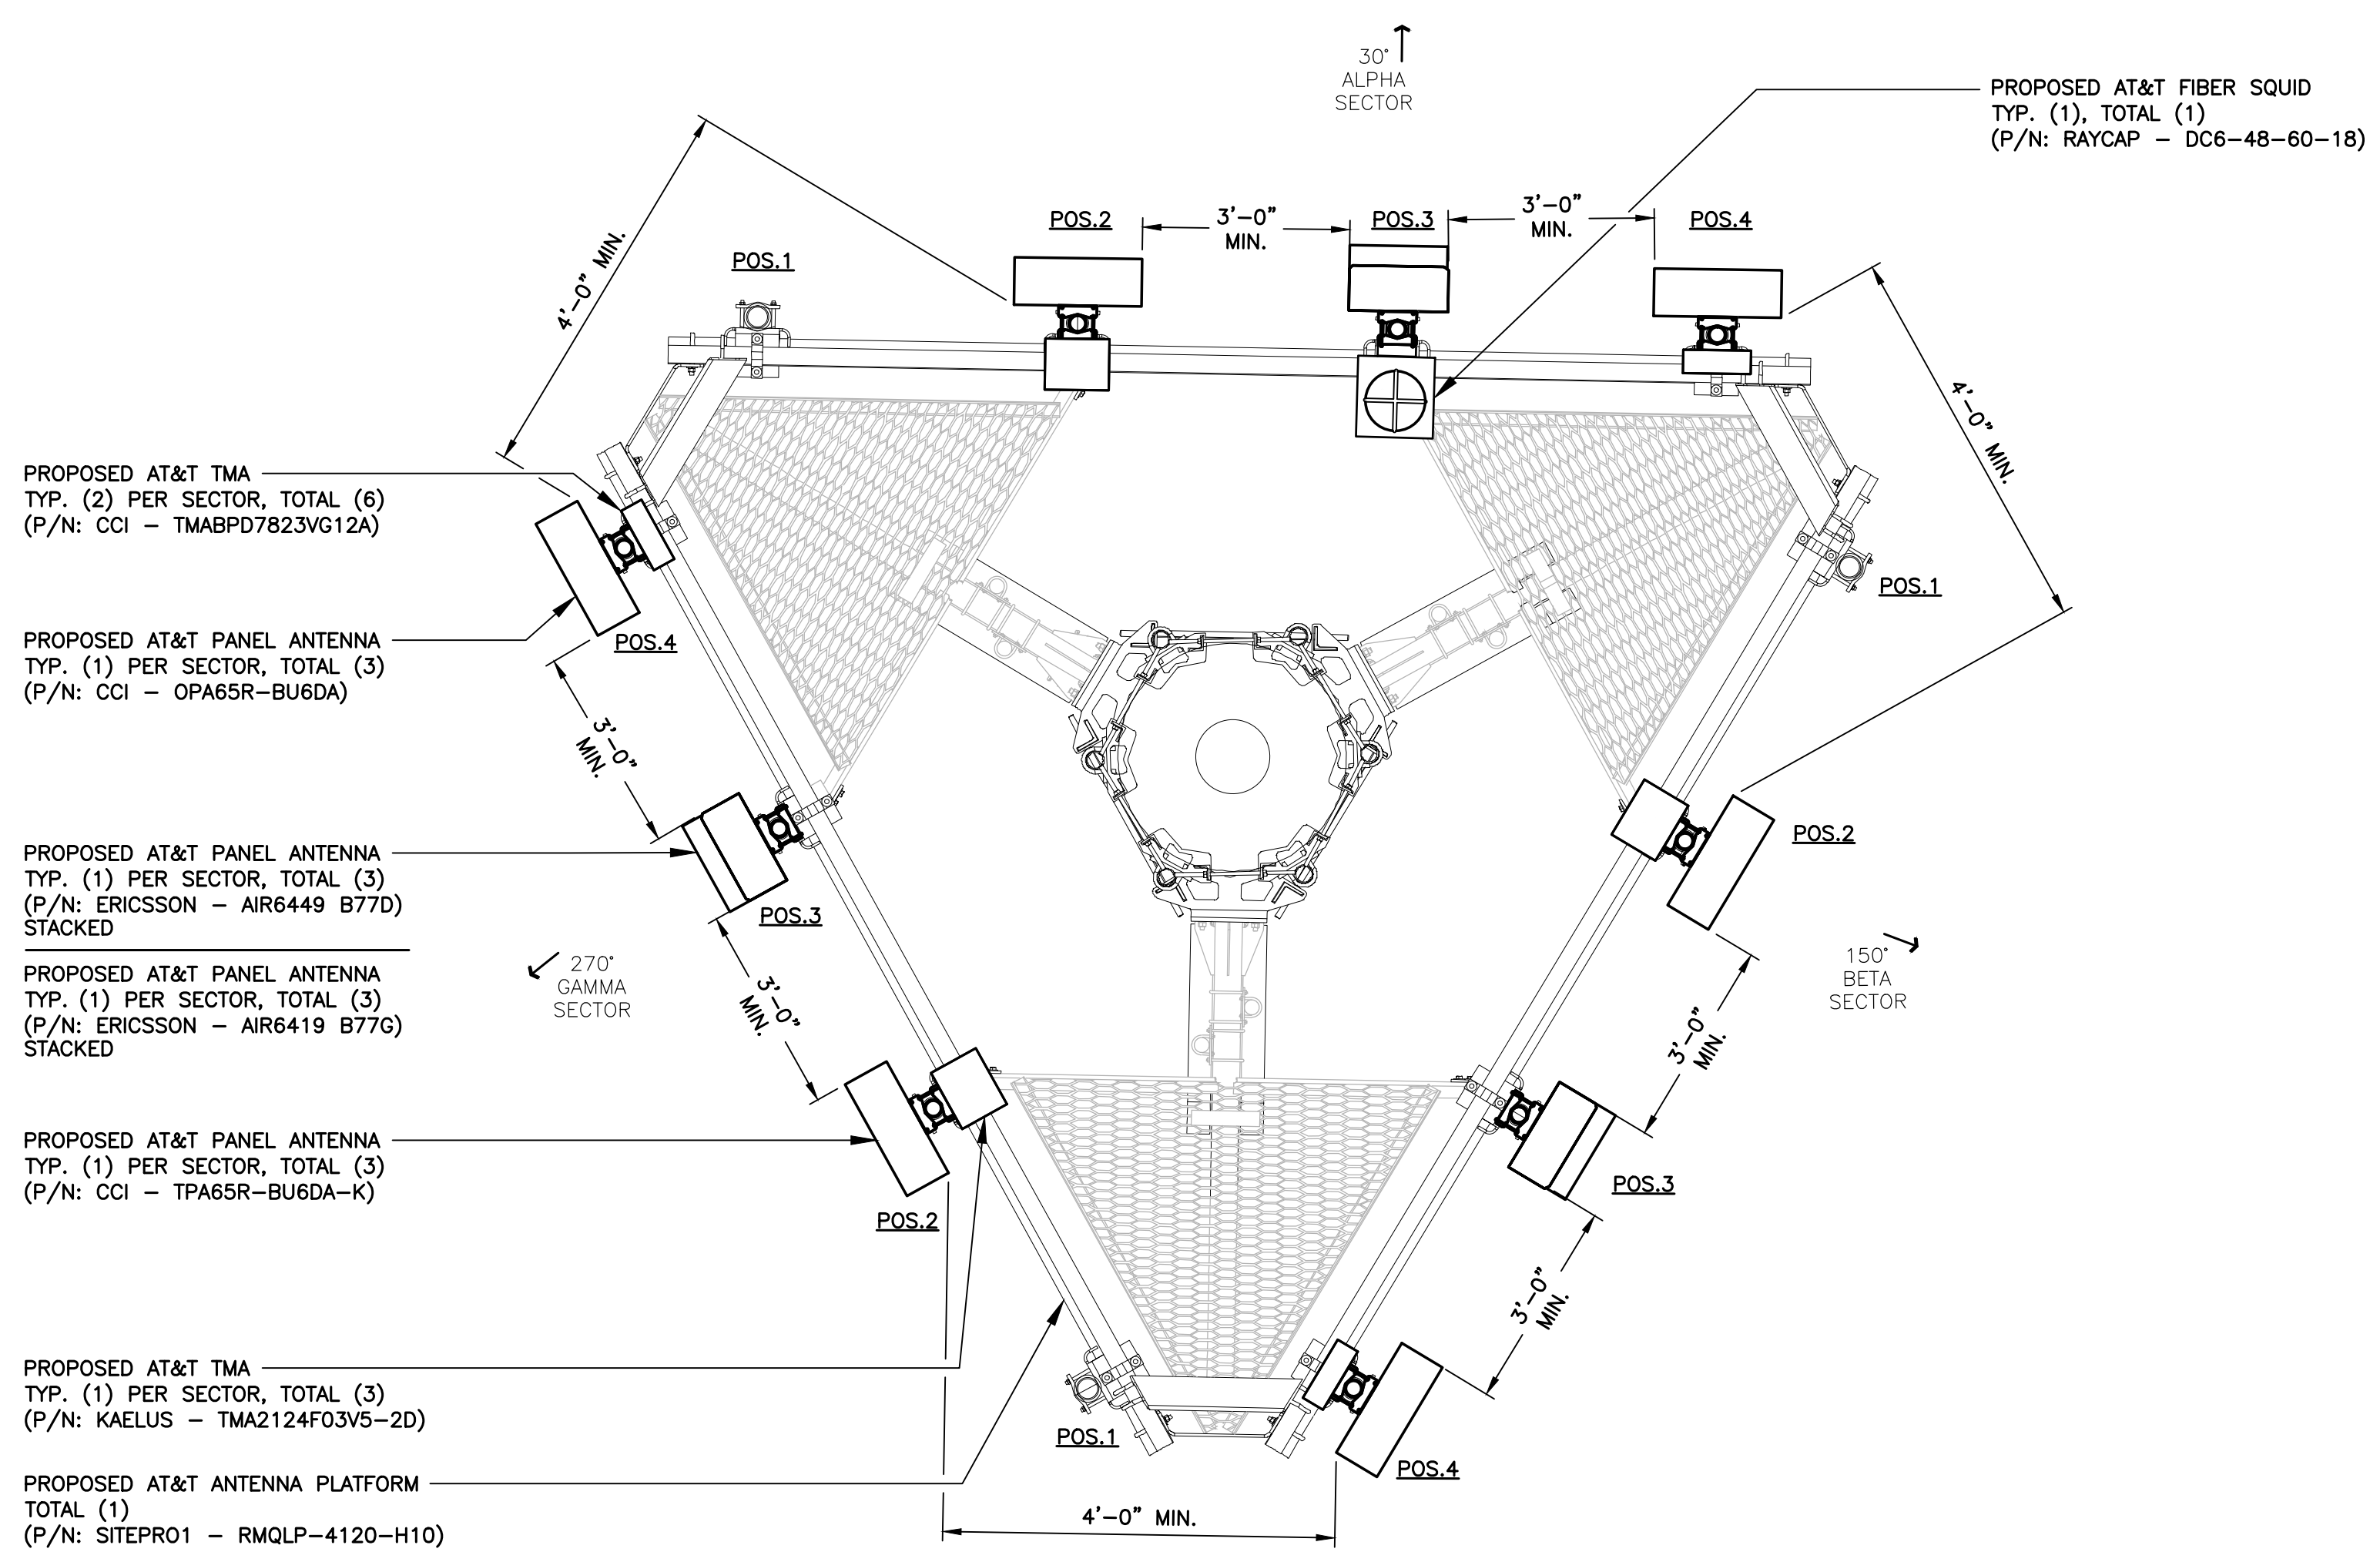 30°
ALPHA
SECTOR
PROPOSED AT&T FIBER SQUID
TYP. (1), TOTAL (1)
(P/N: RAYCAP – DC6–48–60–18)
POS.2
3'–0"
MIN.
POS.3
3'–0"
MIN.
POS.4
POS.1
4'–0" MIN.
4'–0" MIN.
PROPOSED AT&T TMA
TYP. (2) PER SECTOR, TOTAL (6)
(P/N: CCI – TMABPD7823VG12A)
POS.1
PROPOSED AT&T PANEL ANTENNA
TYP. (1) PER SECTOR, TOTAL (3)
(P/N: CCI – OPA65R–BU6DA)
POS.4
3'–0"
MIN.
POS.2
PROPOSED AT&T PANEL ANTENNA
TYP. (1) PER SECTOR, TOTAL (3)
(P/N: ERICSSON – AIR6449 B77D)
STACKED
POS.3
PROPOSED AT&T PANEL ANTENNA
TYP. (1) PER SECTOR, TOTAL (3)
(P/N: ERICSSON – AIR6419 B77G)
STACKED
270°
GAMMA
SECTOR
3'–0"
MIN.
150°
BETA
SECTOR
3'–0"
MIN.
PROPOSED AT&T PANEL ANTENNA
TYP. (1) PER SECTOR, TOTAL (3)
(P/N: CCI – TPA65R–BU6DA–K)
POS.2
POS.3
3'–0"
MIN.
PROPOSED AT&T TMA
TYP. (1) PER SECTOR, TOTAL (3)
(P/N: KAELUS – TMA2124F03V5–2D)
POS.1
POS.4
PROPOSED AT&T ANTENNA PLATFORM
TOTAL (1)
(P/N: SITEPRO1 – RMQLP–4120–H10)
4'–0" MIN.